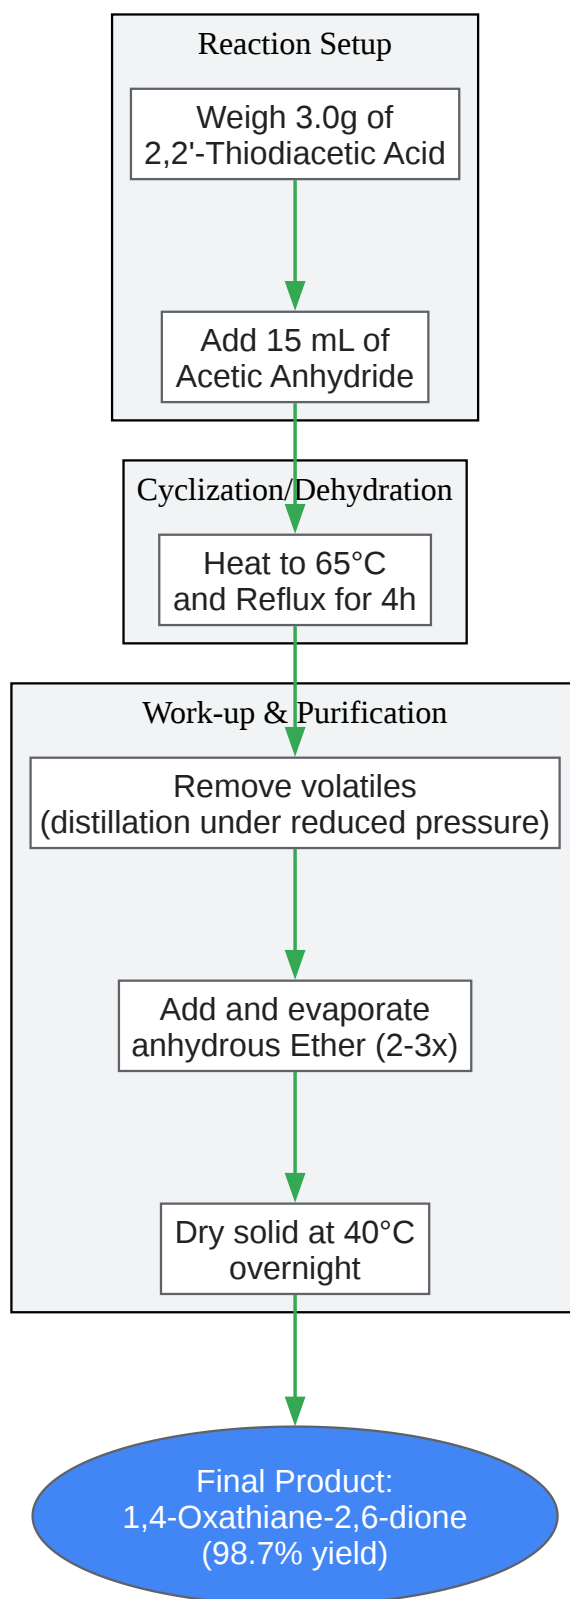 Reaction Setup
Weigh 3.0g of
2,2'-Thiodiacetic Acid
Add 15 mL of
Acetic Anhydride
Cyclization/Dehydration
Heat to 65°C
and Reflux for 4h
Work-up & Purification
Remove volatiles
(distillation under reduced pressure)
Add and evaporate
anhydrous Ether (2-3x)
Dry solid at 40°C
overnight
Final Product:
1,4-Oxathiane-2,6-dione
(98.7% yield)